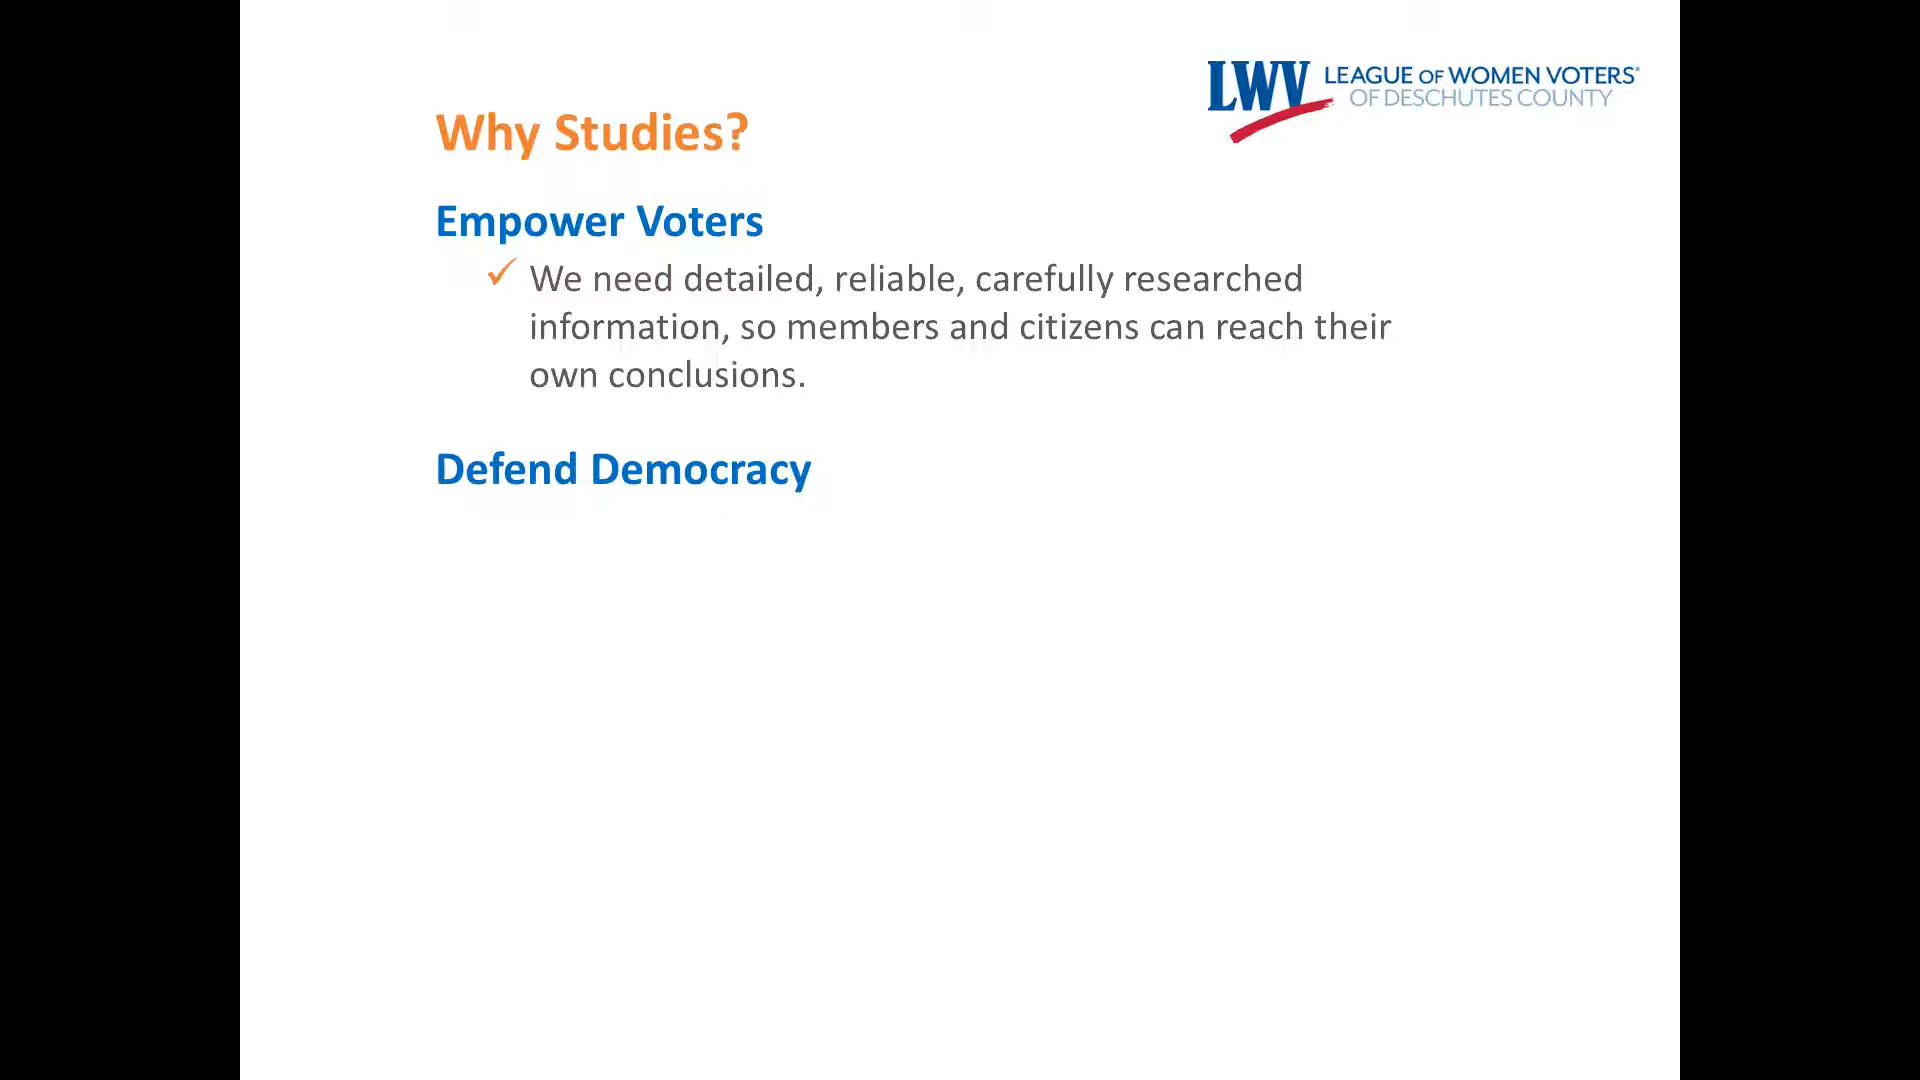 LWV LEAGUE OF WOMEN VOTERS®
OF DESCHUTES COUNTY
Why Studies?
Empower Voters
✓ We need detailed, reliable, carefully researched
information, so members and citizens can reach their
own conclusions.
Defend Democracy